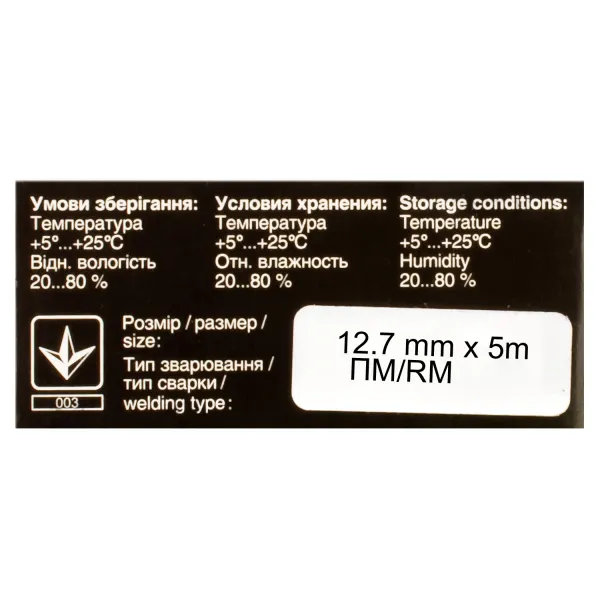 Умови зберігання:
Температура
+5°...+25°C
Відн. вологість
20...80 %
Условия хранения:
Температура
+5°...+25°C
Отн. влажность
20...80 %
Storage conditions:
Temperature
+5°...+25°C
Humidity
20...80 %
003
Розмір / размер /
size:
Тип зварювання /
тип сварки /
welding type :
12.7 mm x 5m
ПМ/RM